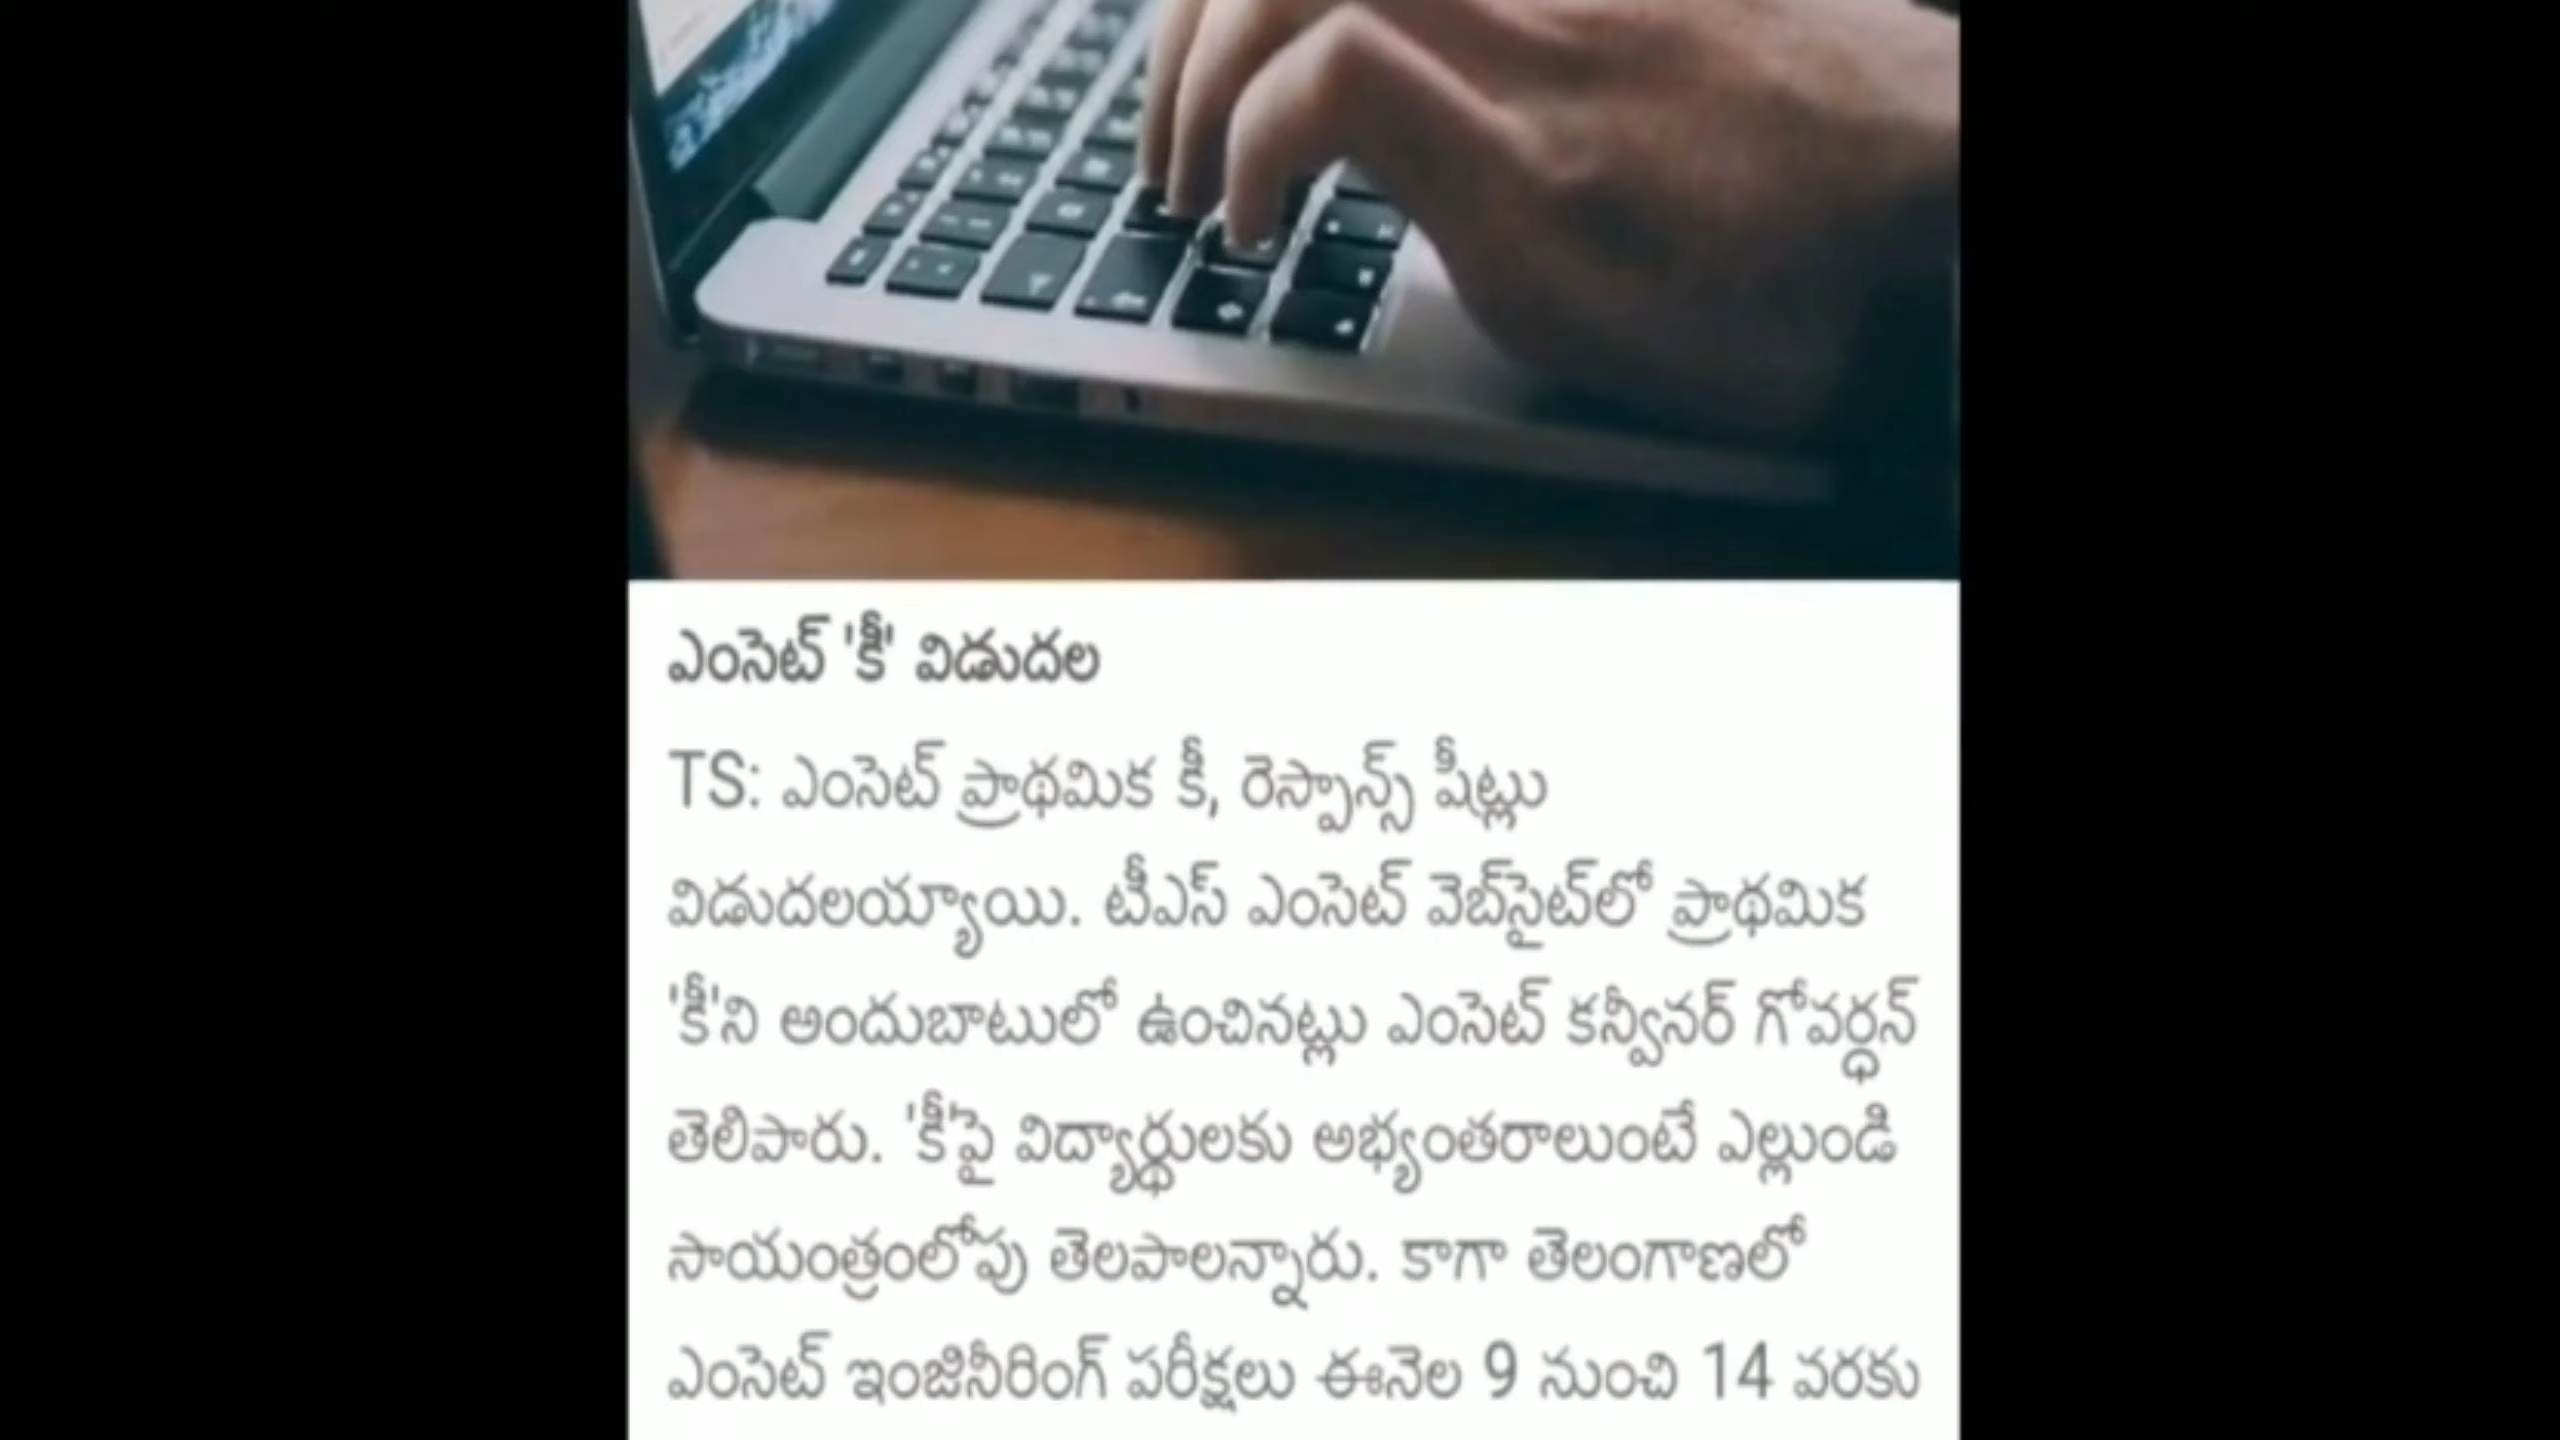 ఎంసెట్ 'కీ' విడుదల
TS: ఎంసెట్ ప్రాథమిక కీ, రెస్పాన్స్ షీట్లు
విడుదలయ్యాయి. టీఎస్ ఎంసెట్ వెబ్‌సైట్‌లో ప్రాథమిక
'కీ'ని అందుబాటులో ఉంచినట్లు ఎంసెట్ కన్వీనర్ గోవర్ధన్
తెలిపారు. 'కీ'పై విద్యార్థులకు అభ్యంతరాలుంటే ఎల్లుండి
సాయంత్రంలోపు తెలపాలన్నారు. కాగా తెలంగాణలో
ఎంసెట్ ఇంజినీరింగ్ పరీక్షలు ఈనెల 9 నుంచి 14 వరకు